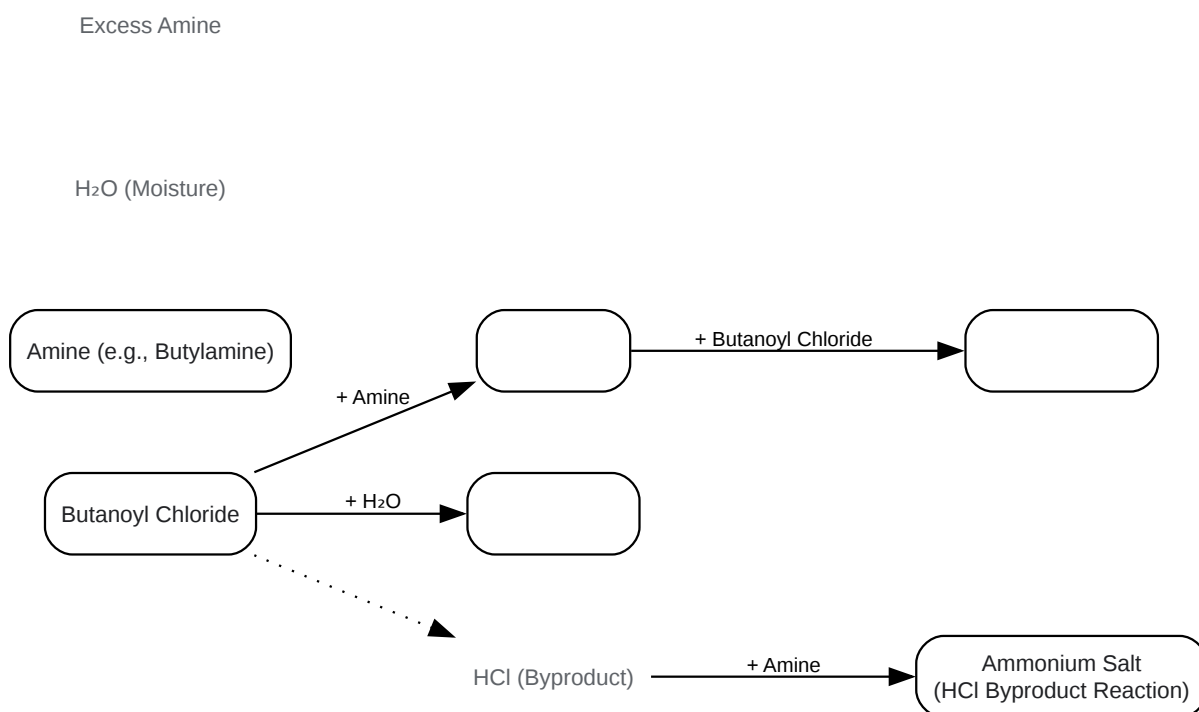 Excess Amine
H₂O (Moisture)
Amine (e.g., Butylamine)
+ Butanoyl Chloride
+ Amine
Butanoyl Chloride
+ H₂O
HCl (Byproduct)
+ Amine
Ammonium Salt
(HCl Byproduct Reaction)